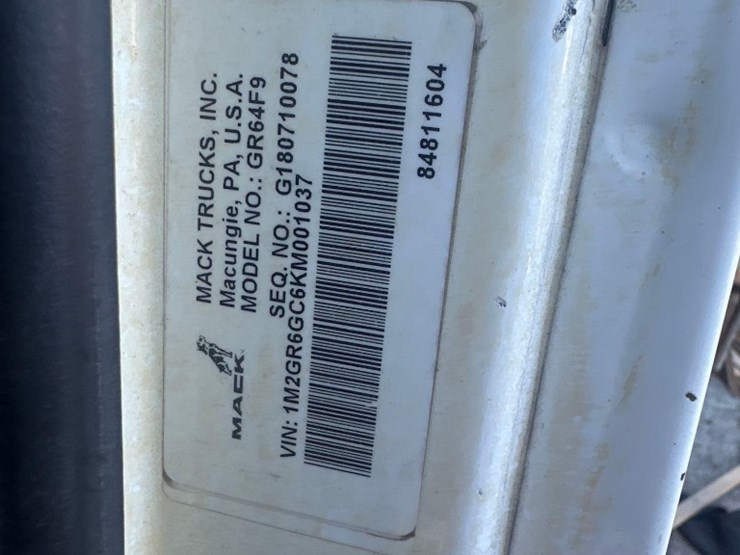 MACK
MACK TRUCKS, INC.
Macungie, PA, U.S.A.
MODEL NO.: GR64F9
SEQ. NO.: G180710078
VIN: 1M2GR6GC6KM001037
84811604